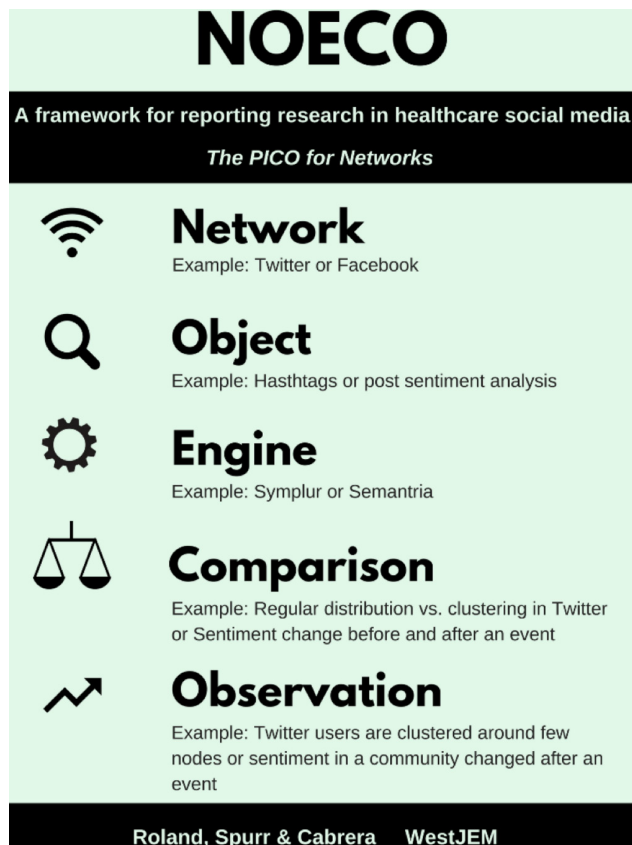 NOECO
A framework for reporting research in healthcare social media
The PICO for Networks
Network
Example: Twitter or Facebook
Object
Example: Hasthtags or post sentiment analysis
Engine
Example: Symplur or Semantria
Comparison
Example: Regular distribution vs. clustering in Twitter
or Sentiment change before and after an event
Observation
Example: Twitter users are clustered around few
nodes or sentiment in a community changed after an
event
Roland, Spurr & Cabrera WestJEM